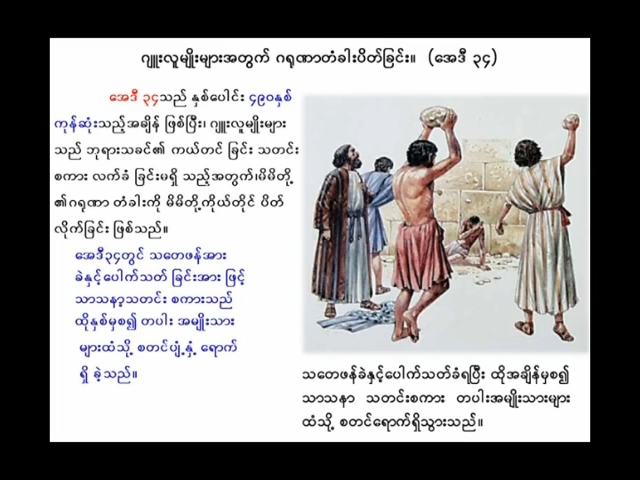 ဂျူးလူမျိုးများအတွက် ဂရုဏာတံခါးပိတ်ခြင်း။ (အေဒီ ၃၄)
အေဒီ ၃၄သည် နှစ်ပေါင်း ၄၉၀နှစ်
ကုန်ဆုံးသည့်အချိန် ဖြစ်ပြီး၊ ဂျူးလူမျိုးများ
သည် ဘုရားသခင်၏ ကယ်တင် ခြင်း သတင်း
စကား လက်ခံ ခြင်းမရှိ သည့်အတွက်၊မိမိတို့
၏ဂရုဏာ တံခါးကို မိမိတို့ကိုယ်တိုင် ပိတ်
လိုက်ခြင်း ဖြစ်သည်။
အေဒီ၃၄တွင် သတေဖန်အား
ခဲနှင့်ပေါက်သတ် ခြင်းအား ဖြင့်
သာသနာ့သတင်း စကားသည်
ထိုနှစ်မှစ၍ တပါး အမျိုးသား
များထံသို့ စတင်ပျံ့နှံ့ ရောက်
ရှိ ခဲ့သည်။
သတေဖန်ခဲနှင့်ပေါက်သတ်ခံရပြီး ထိုအချိန်မှစ၍
သာသနာ သတင်းစကား တပါးအမျိုးသားများ
ထံသို့ စတင်ရောက်ရှိသွားသည်။